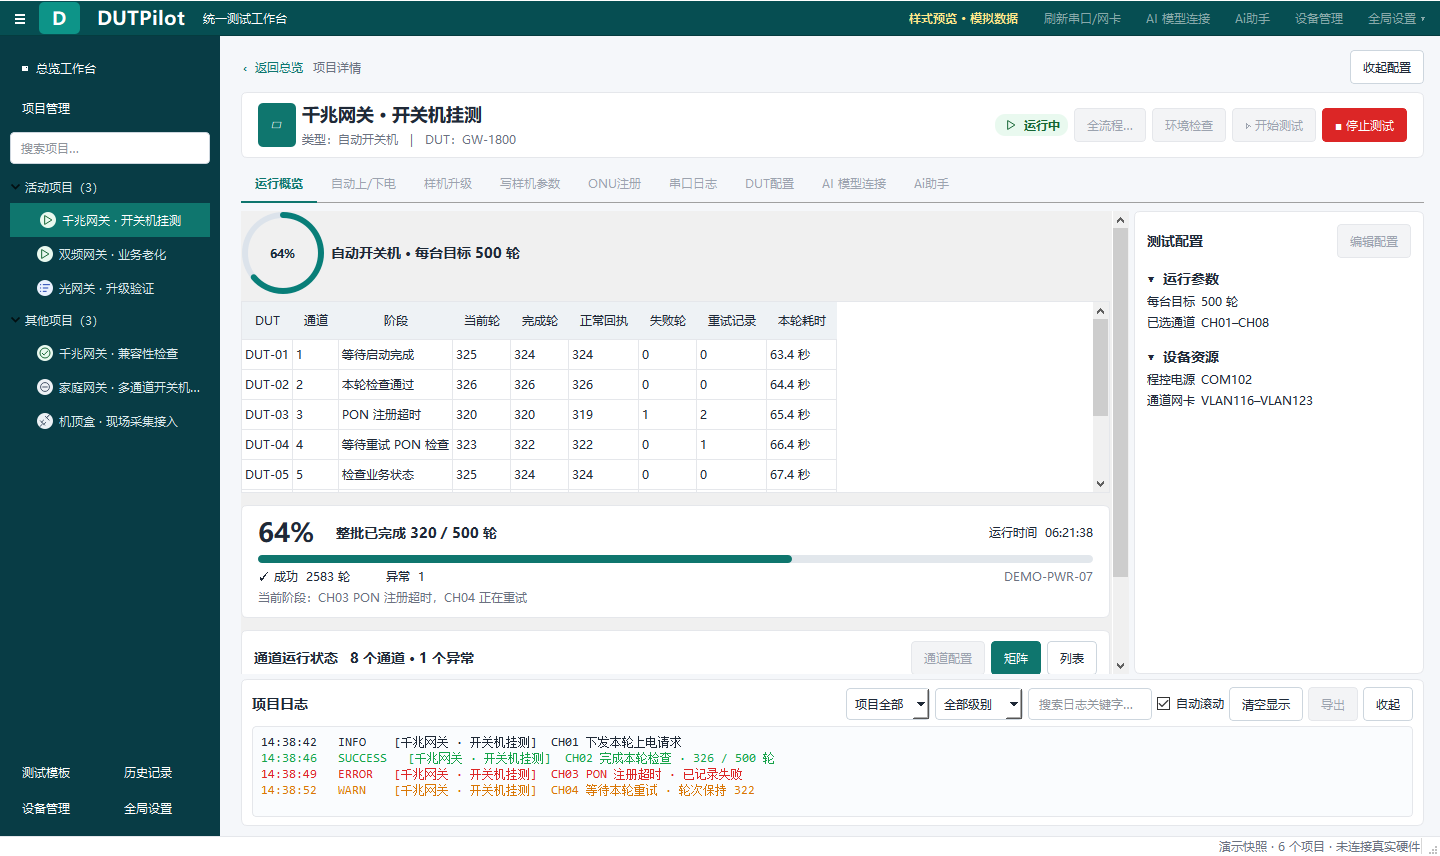 ☰ D DUTPilot 统一测试工作台 样式预览 • 模拟数据 刷新串口/网卡 AI 模型连接 Ai助手 设备管理 全局设置
总览工作台
项目管理
搜索项目...
活动项目（3）
千兆网关 · 开关机挂测
双频网关 · 业务老化
光网关 · 升级验证
其他项目（3）
千兆网关 · 兼容性检查
家庭网关 · 多通道开关机...
机顶盒 · 现场采集接入
测试模板 历史记录
设备管理 全局设置
‹ 返回总览 项目详情 收起配置
千兆网关 • 开关机挂测
类型：自动开关机 | DUT：GW-1800
运行中 全流程... 环境检查 开始测试 停止测试
运行概览 自动上/下电 样机升级 写样机参数 ONU注册 串口日志 DUT配置 AI 模型连接 Ai助手
64% 自动开关机 • 每台目标 500 轮
DUT 通道 阶段 当前轮 完成轮 正常回执 失败轮 重试记录 本轮耗时
DUT-01 1 等待启动完成 325 324 324 0 0 63.4 秒
DUT-02 2 本轮检查通过 326 326 326 0 0 64.4 秒
DUT-03 3 PON 注册超时 320 320 319 1 2 65.4 秒
DUT-04 4 等待重试 PON 检查 323 322 322 0 1 66.4 秒
DUT-05 5 检查业务状态 325 324 324 0 0 67.4 秒
64% 整批已完成 320 / 500 轮 运行时间 06:21:38
✓ 成功 2583 轮 异常 1 DEMO-PWR-07
当前阶段：CH03 PON 注册超时，CH04 正在重试
通道运行状态 8 个通道 • 1 个异常 通道配置 矩阵 列表
测试配置 编辑配置
运行参数
每台目标 500 轮
已选通道 CH01–CH08
设备资源
程控电源 COM102
通道网卡 VLAN116–VLAN123
项目日志 项目全部 全部级别 搜索日志关键字... 自动滚动 清空显示 导出 收起
14:38:42 INFO [千兆网关 · 开关机挂测] CH01 下发本轮上电请求
14:38:46 SUCCESS [千兆网关 · 开关机挂测] CH02 完成本轮检查 · 326 / 500 轮
14:38:49 ERROR [千兆网关 · 开关机挂测] CH03 PON 注册超时 · 已记录失败
14:38:52 WARN [千兆网关 · 开关机挂测] CH04 等待本轮重试 · 轮次保持 322
演示快照 · 6 个项目 · 未连接真实硬件